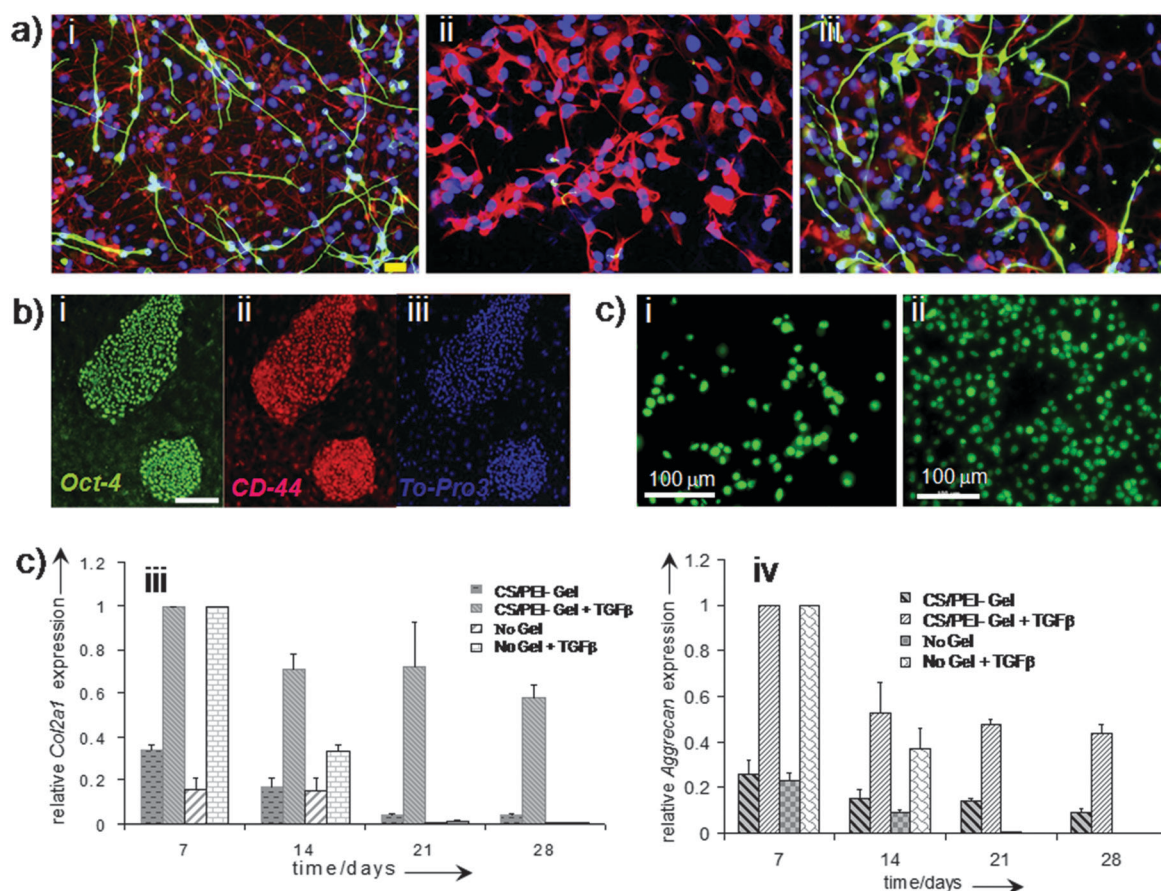 a) i ii iii
b) i ii iii
Oct-4 CD-44 To-Pro3
c) i ii
100 µm 100 µm
c) iii
relative Col2a1 expression
1.2
1
0.8
0.6
0.4
0.2
0
7 14 21 28
time/days
CS/PEI- Gel
CS/PEI- Gel + TGFβ
No Gel
No Gel + TGFβ
iv
relative Aggrecan expression
1.2
1
0.8
0.6
0.4
0.2
0
7 14 21 28
time/days
CS/PEI- Gel
CS/PEI- Gel + TGFβ
No Gel
No Gel + TGFβ